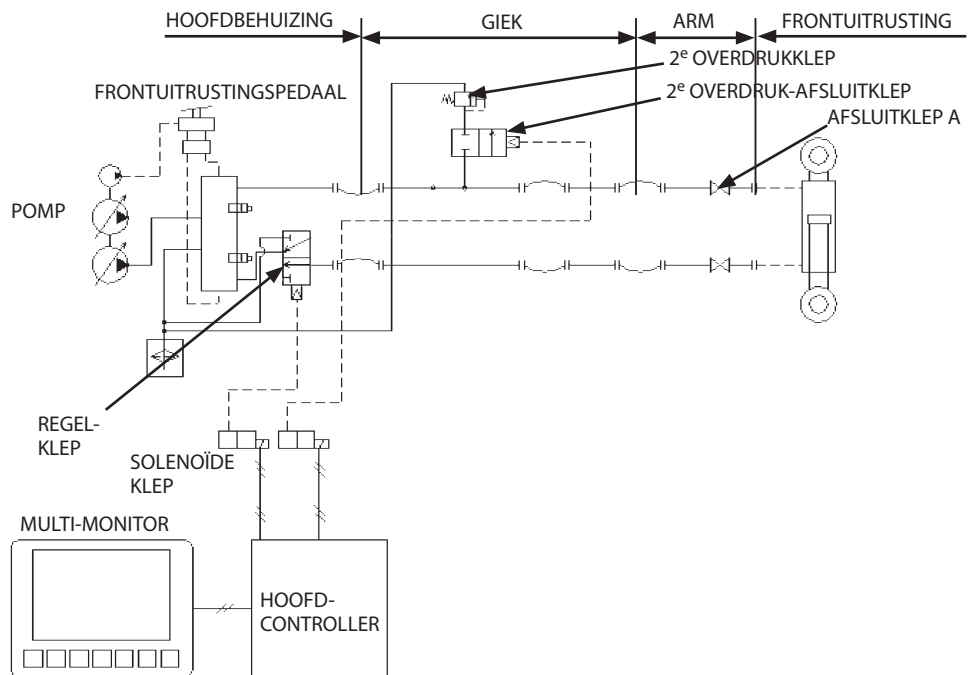 HOOFDBEHUIZING
GIEK
ARM
FRONTUITRUSTING
2e OVERDRUKKLEP
FRONTUITRUSTINGSPEDAAL
2e OVERDRUK-AFSLUITKLEP
AFSLUITKLEP A
POMP
REGEL-
KLEP
SOLENOÏDE
KLEP
MULTI-MONITOR
HOOFD-
CONTROLLER